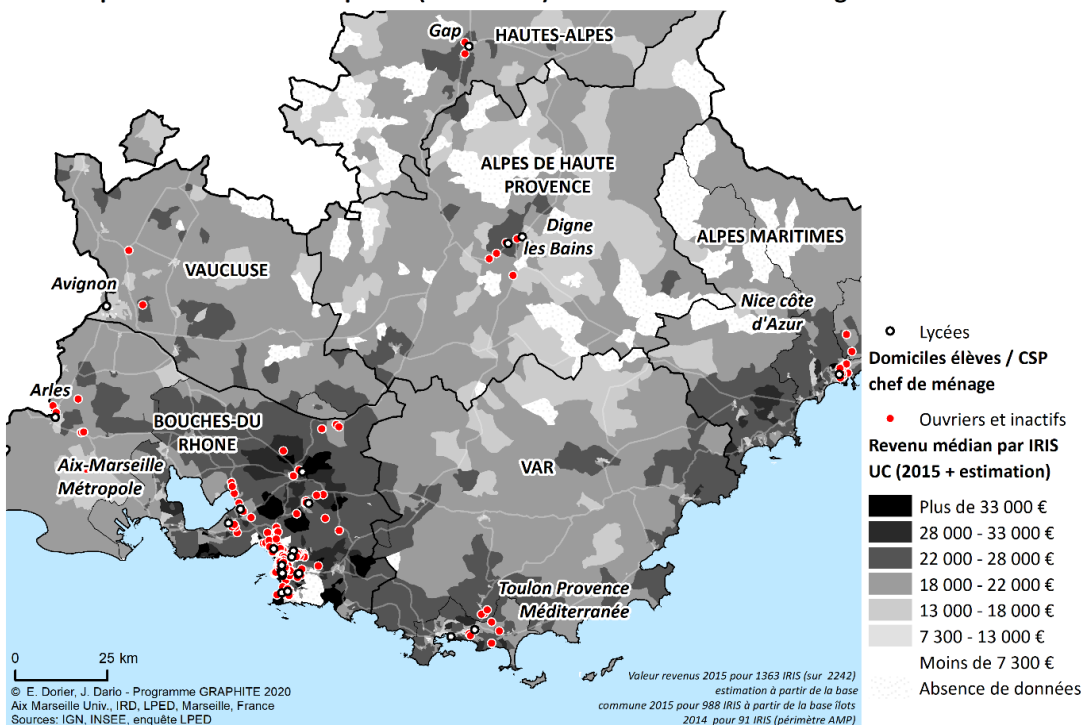 Gap
HAUTES-ALPES
ALPES DE HAUTE
PROVENCE
Digne
les Bains
ALPES MARITIMES
VAUCLUSE
Avignon
Nice côte
d'Azur
Arles
BOUCHES-DU
RHONE
Aix-Marseille
Métropole
VAR
Toulon Provence
Méditerranée
Lycées
Domiciles élèves / CSP
chef de ménage
Ouvriers et inactifs
Revenu médian par IRIS
UC (2015 + estimation)
Plus de 33 000 €
28 000 - 33 000 €
22 000 - 28 000 €
18 000 - 22 000 €
13 000 - 18 000 €
7 300 - 13 000 €
Moins de 7 300 €
Absence de données
0 25 km
© E. Dorier, J. Dario - Programme GRAPHITE 2020
Aix Marseille Univ., IRD, LPED, Marseille, France
Sources: IGN, INSEE, enquête LPED
Valeur revenus 2015 pour 1363 IRIS (sur 2242)
estimation à partir de la base
commune 2015 pour 988 IRIS à partir de la base îlots
2014 pour 91 IRIS (périmètre AMP)